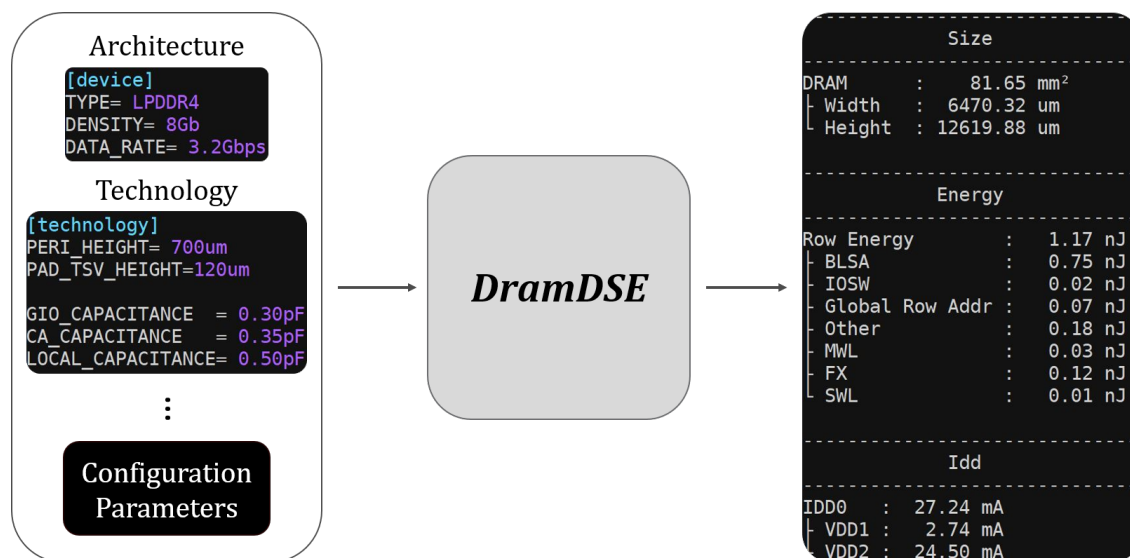 Architecture
[device]
TYPE= LPDDR4
DENSITY= 8Gb
DATA_RATE= 3.2Gbps
Technology
[technology]
PERI_HEIGHT= 700um
PAD_TSV_HEIGHT=120um
GIO_CAPACITANCE = 0.30pF
CA_CAPACITANCE = 0.35pF
LOCAL_CAPACITANCE= 0.50pF
⋮
Configuration
Parameters
DramDSE
Size
DRAM : 81.65 mm²
├ Width : 6470.32 um
└ Height : 12619.88 um
Energy
Row Energy : 1.17 nJ
├ BLSA : 0.75 nJ
├ IOSW : 0.02 nJ
├ Global Row Addr : 0.07 nJ
├ Other : 0.18 nJ
├ MWL : 0.03 nJ
├ FX : 0.12 nJ
└ SWL : 0.01 nJ
Idd
IDD0 : 27.24 mA
├ VDD1 : 2.74 mA
├ VDD2 : 24.50 mA